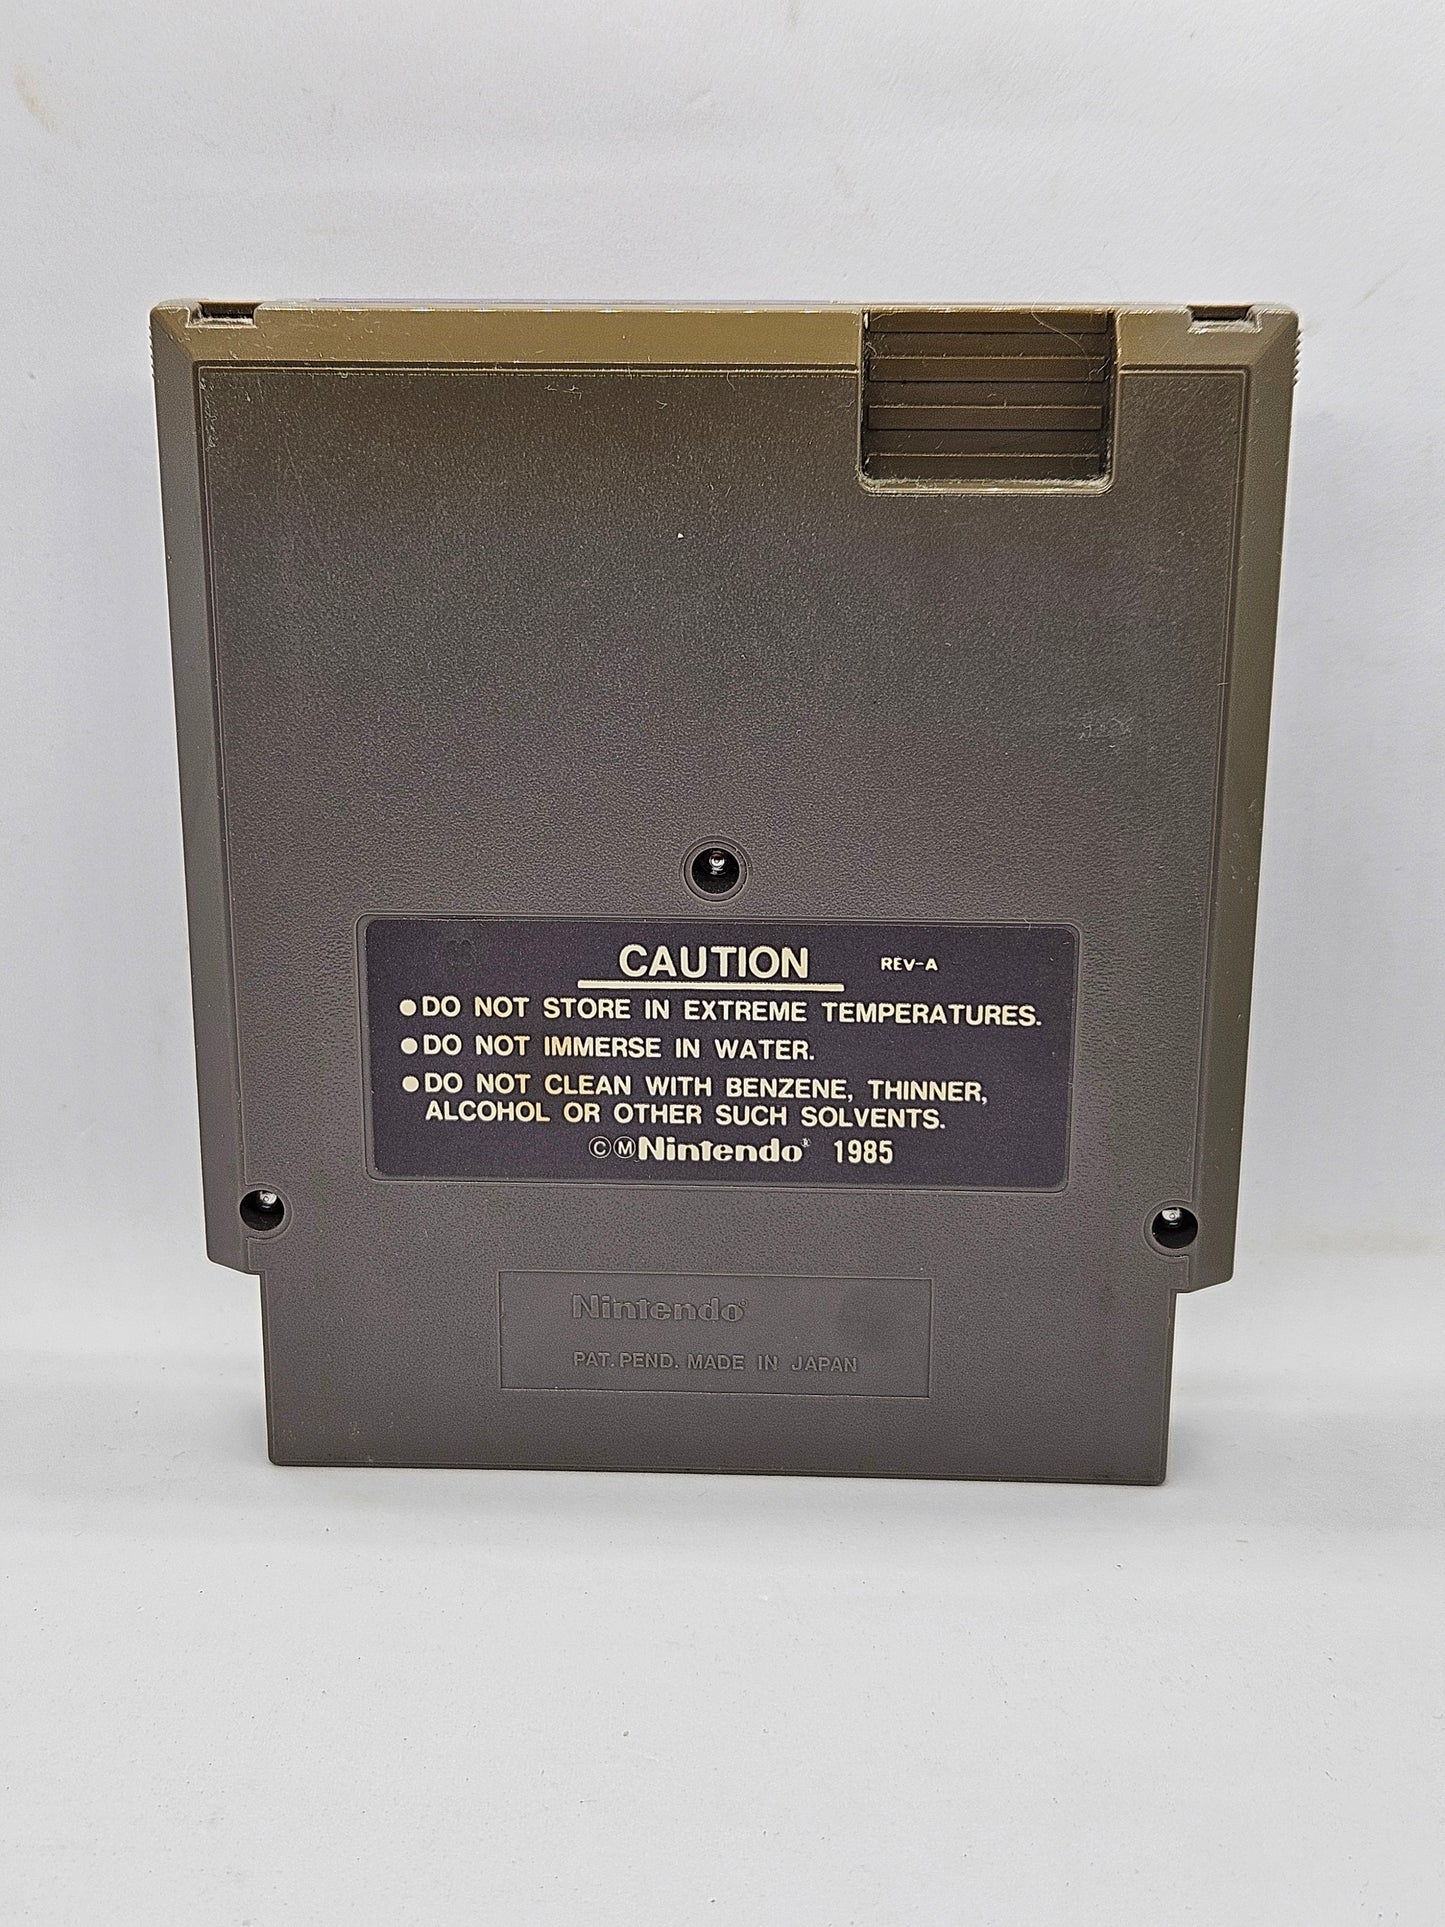 CAUTION REV-A
●DO NOT STORE IN EXTREME TEMPERATURES.
●DO NOT IMMERSE IN WATER.
●DO NOT CLEAN WITH BENZENE, THINNER,
ALCOHOL OR OTHER SUCH SOLVENTS.
ⒸⓂNintendo® 1985
Nintendo®
PAT. PEND. MADE IN JAPAN